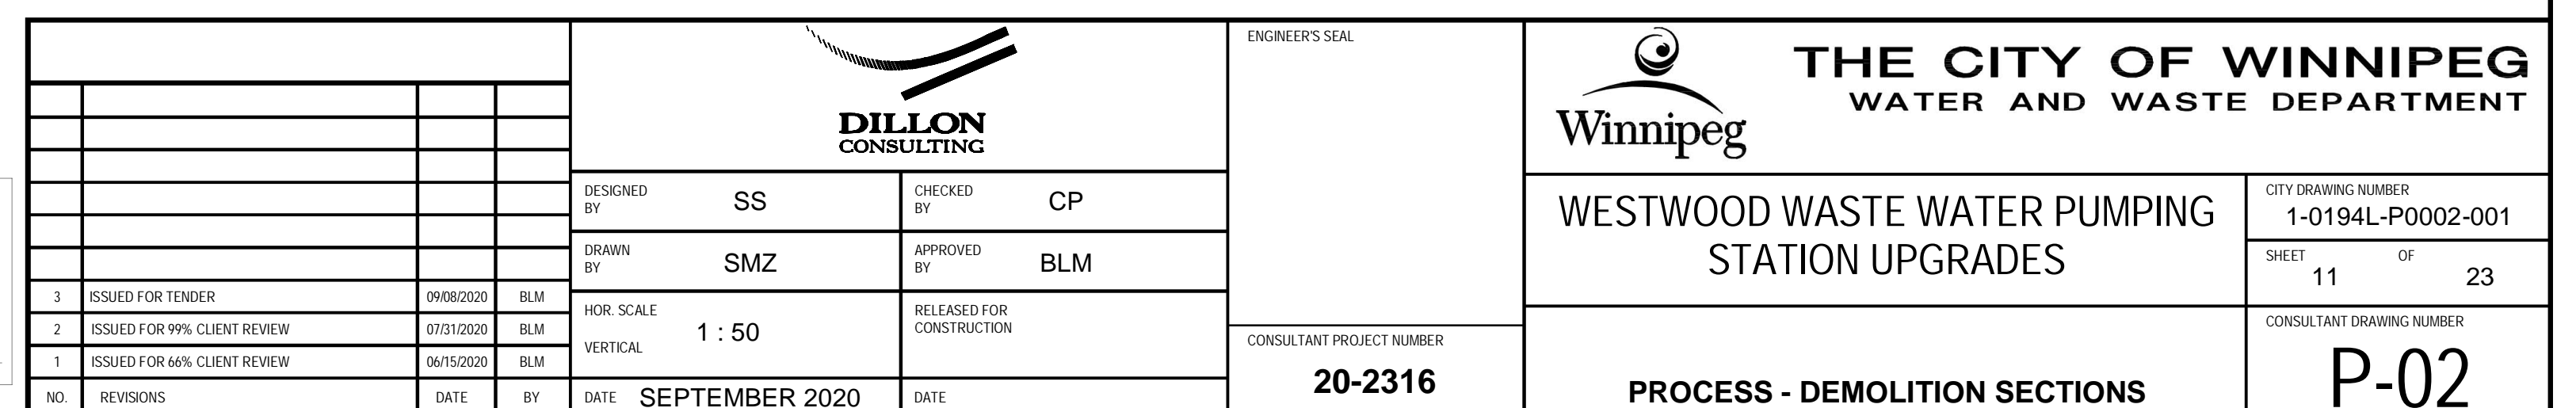 3 ISSUED FOR TENDER 09/08/2020 BLM
2 ISSUED FOR 99% CLIENT REVIEW 07/31/2020 BLM
1 ISSUED FOR 66% CLIENT REVIEW 06/15/2020 BLM
NO. REVISIONS DATE BY
DILLON
CONSULTING
DESIGNED
BY SS
CHECKED
BY CP
DRAWN
BY SMZ
APPROVED
BY BLM
HOR. SCALE
1 : 50
VERTICAL
RELEASED FOR
CONSTRUCTION
DATE SEPTEMBER 2020
DATE
ENGINEER'S SEAL
CONSULTANT PROJECT NUMBER
20-2316
Winnipeg
THE CITY OF WINNIPEG
WATER AND WASTE DEPARTMENT
WESTWOOD WASTE WATER PUMPING
STATION UPGRADES
CITY DRAWING NUMBER
1-0194L-P0002-001
SHEET OF
11 23
PROCESS - DEMOLITION SECTIONS
CONSULTANT DRAWING NUMBER
P-02